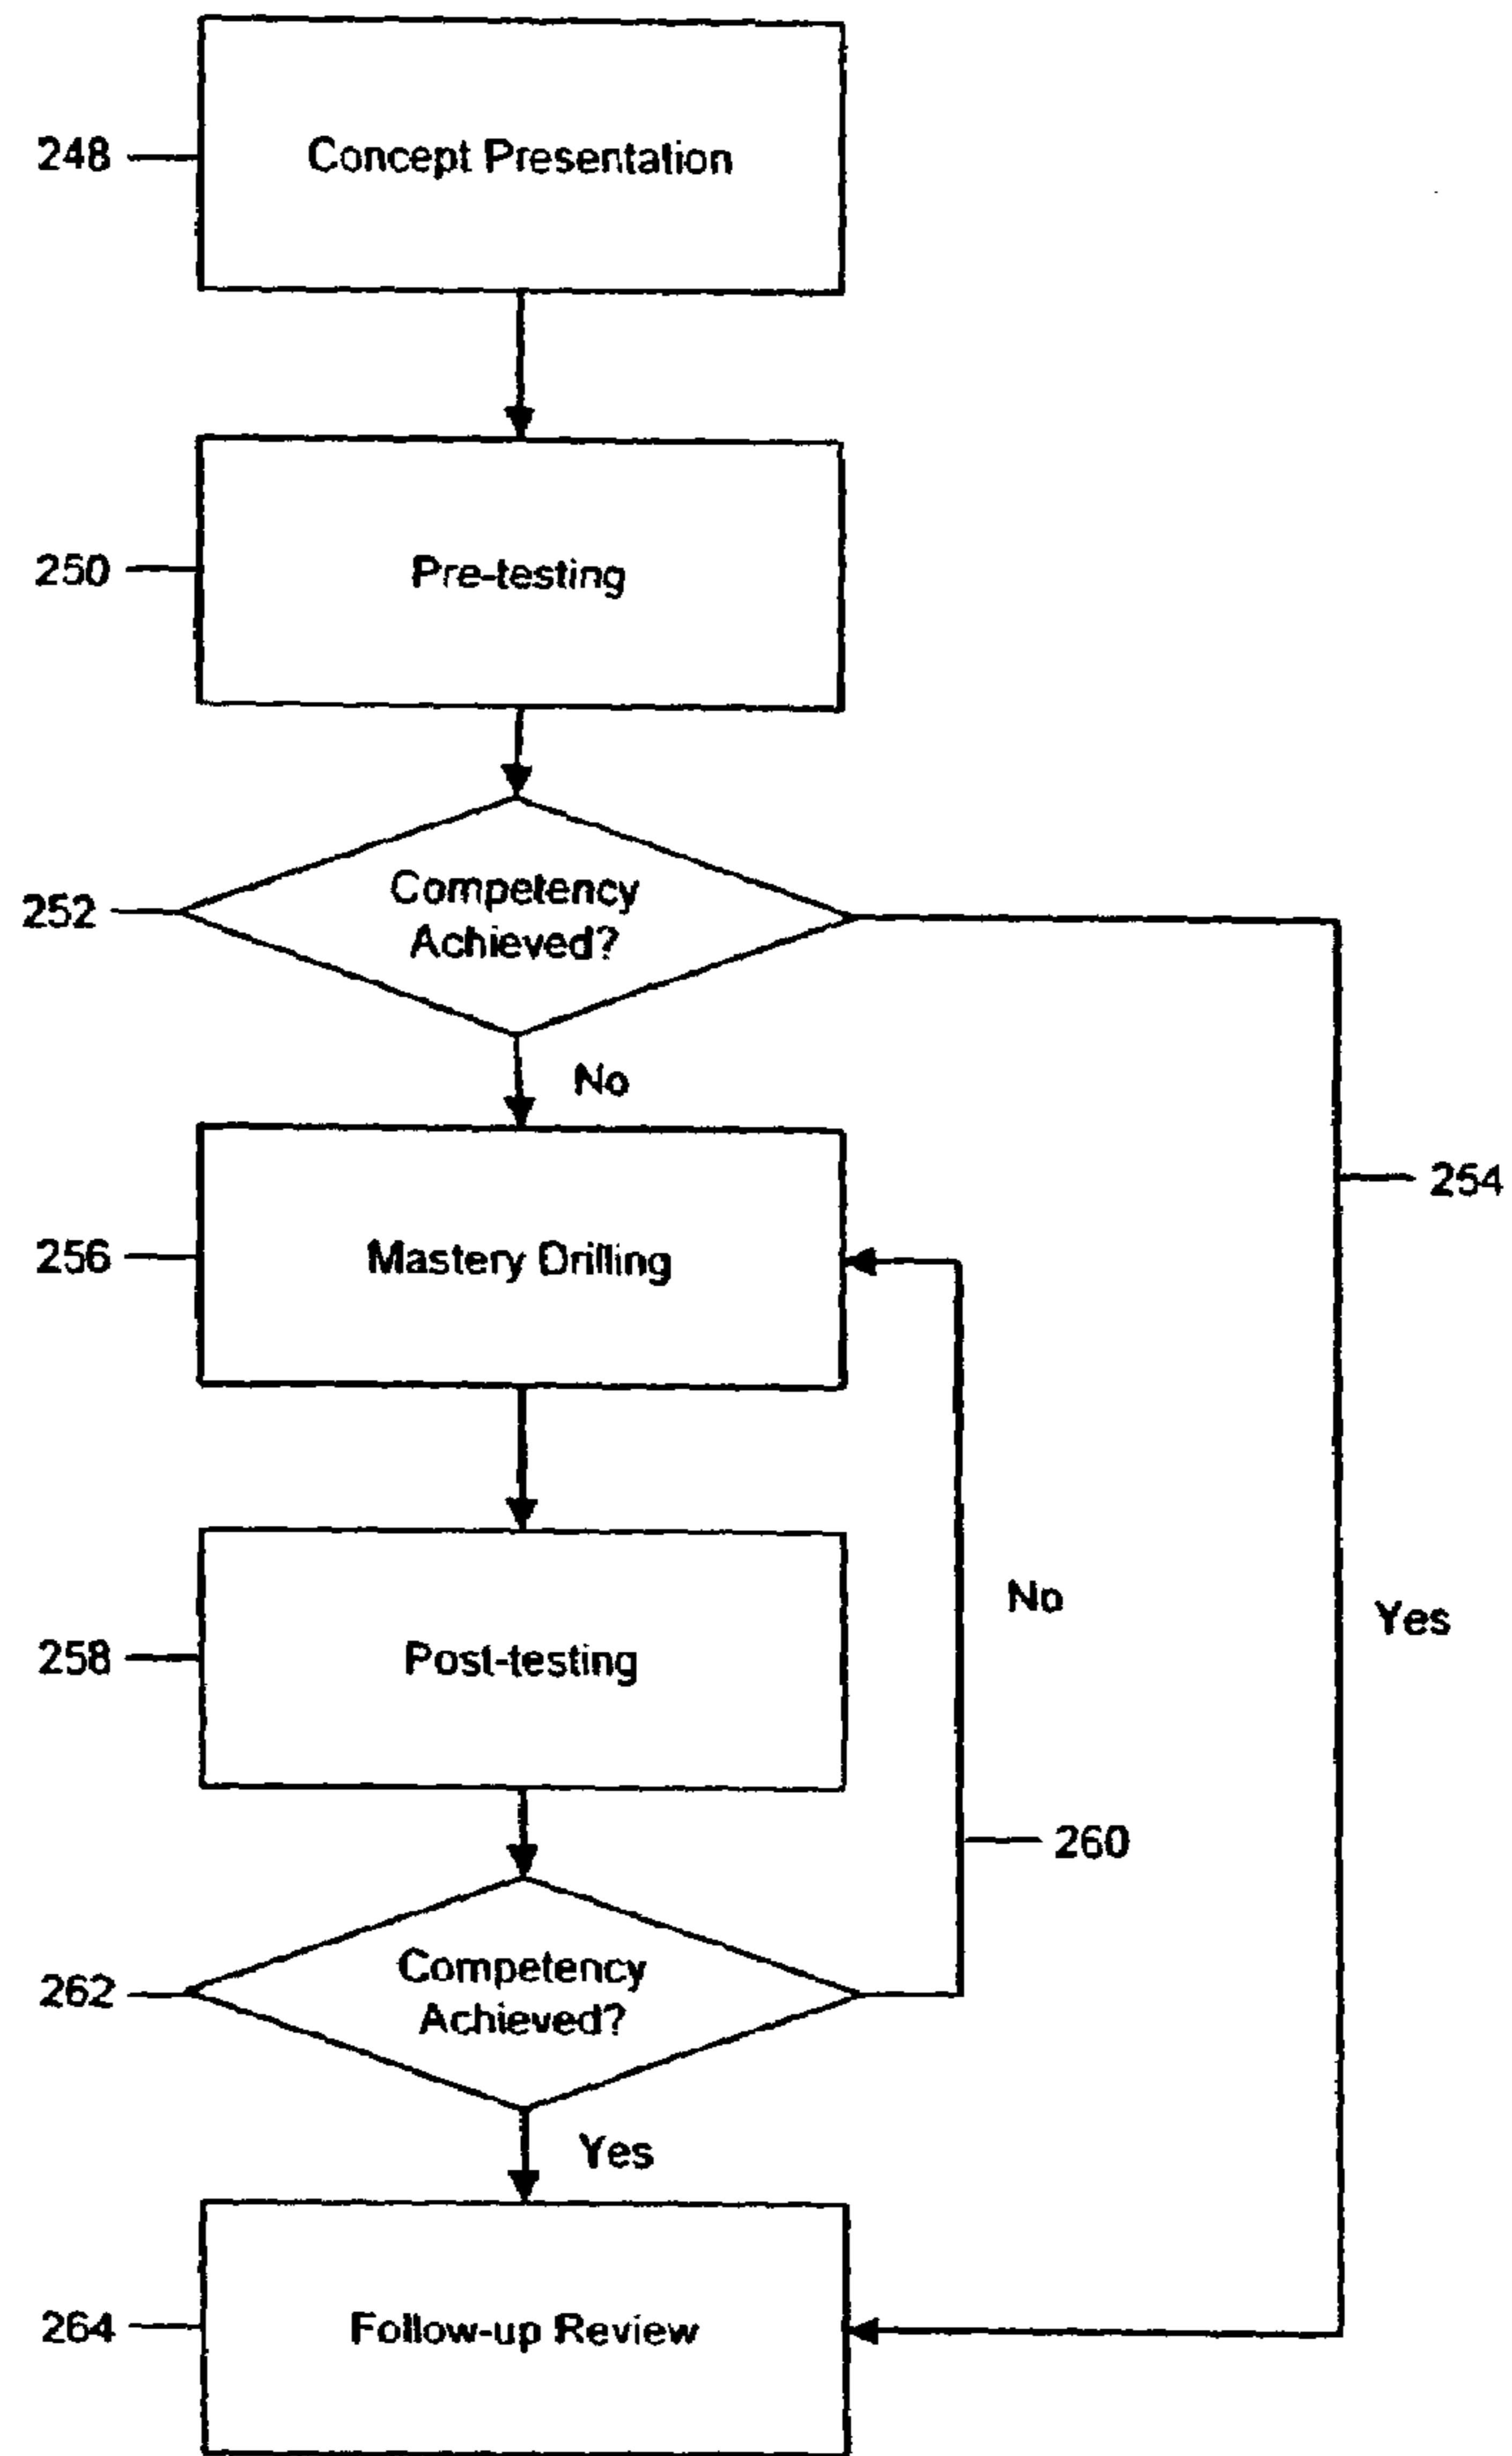 248
Concept Presentation
250
Pre-testing
252
Competency
Achieved?
No
254
256
Mastery Drilling
No
Yes
258
Post-testing
260
262
Competency
Achieved?
Yes
264
Follow-up Review